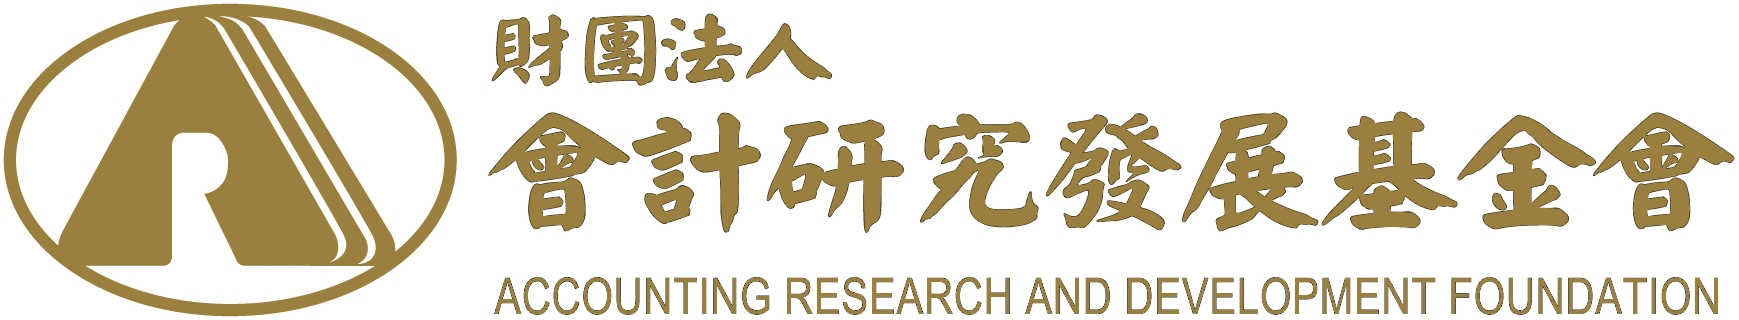 財團法人
會計研究發展基金會
ACCOUNTING RESEARCH AND DEVELOPMENT FOUNDATION